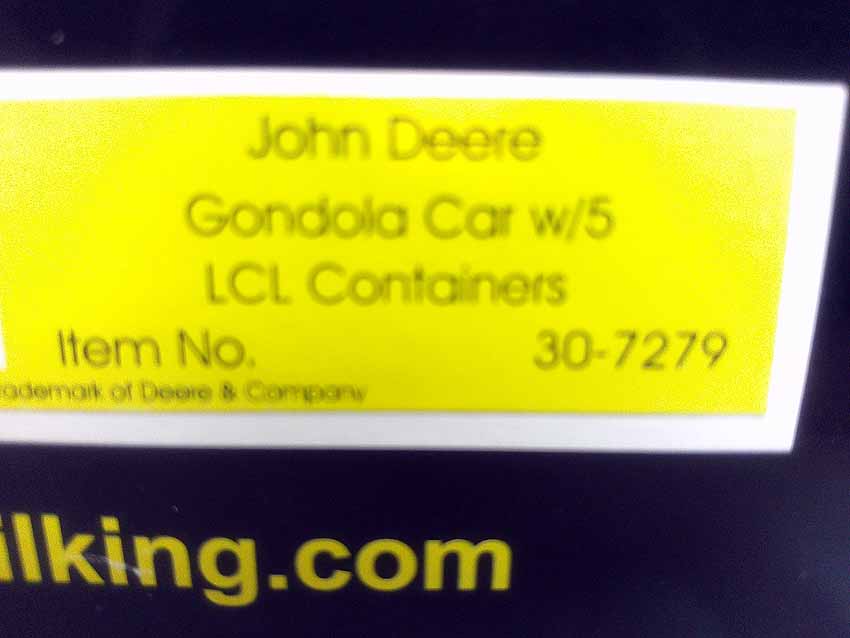 John Deere
Gondola Car w/5
LCL Containers
Item No. 30-7279
ademark of Deere & Company
ilking.com